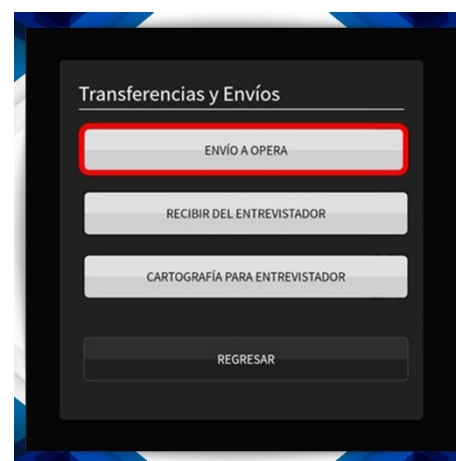 Transferencias y Envíos
ENVÍO A OPERA
RECIBIR DEL ENTREVISTADOR
CARTOGRAFÍA PARA ENTREVISTADOR
REGRESAR